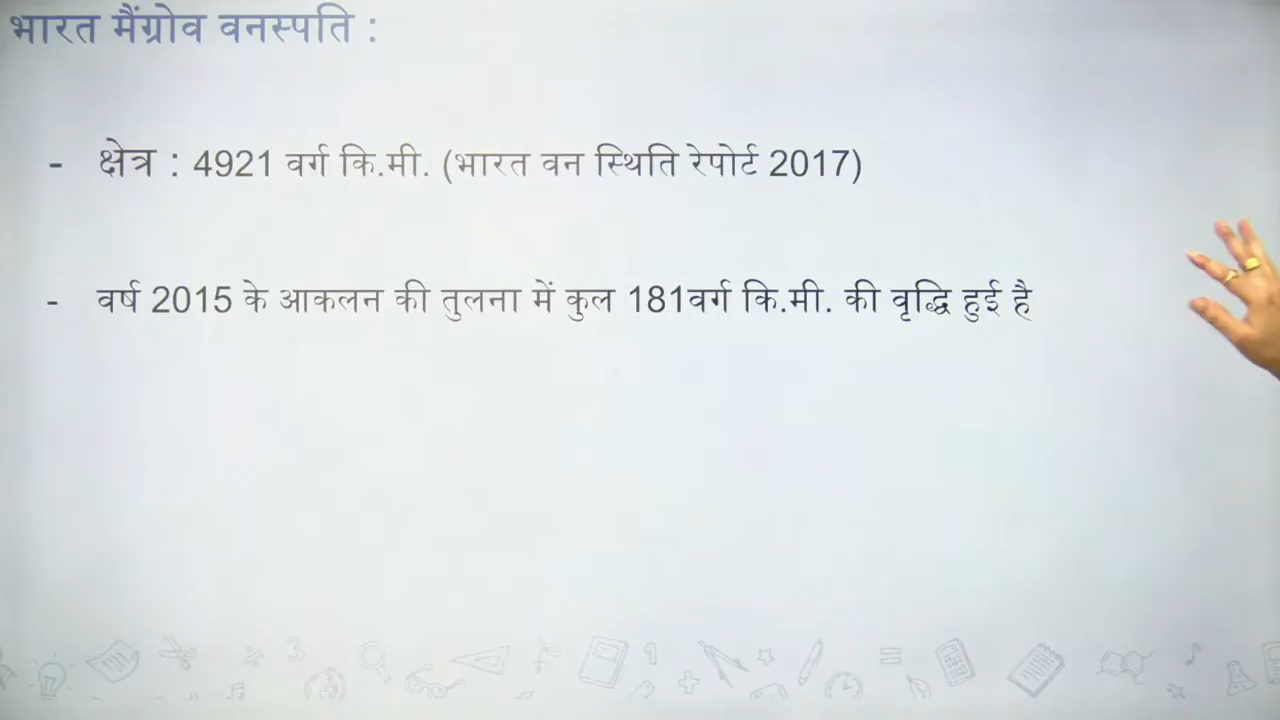 भारत मैंग्रोव वनस्पति :
- क्षेत्र : 4921 वर्ग कि.मी. (भारत वन स्थिति रेपोर्ट 2017)
- वर्ष 2015 के आकलन की तुलना में कुल 181वर्ग कि.मी. की वृद्धि हुई है